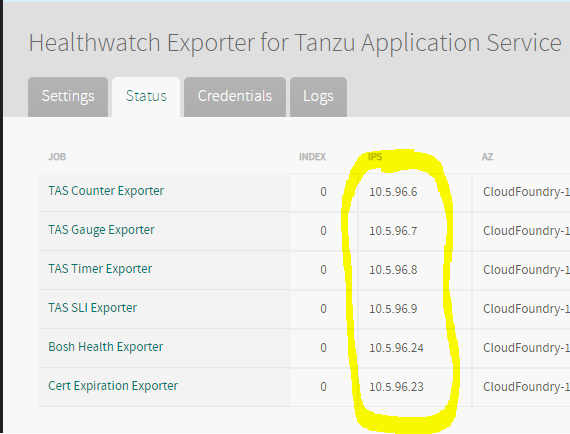 Healthwatch Exporter for Tanzu Application Service
Settings Status Credentials Logs
JOB INDEX IPS AZ
TAS Counter Exporter 0 10.5.96.6 CloudFoundry-1
TAS Gauge Exporter 0 10.5.96.7 CloudFoundry-1
TAS Timer Exporter 0 10.5.96.8 CloudFoundry-1
TAS SLI Exporter 0 10.5.96.9 CloudFoundry-1
Bosh Health Exporter 0 10.5.96.24 CloudFoundry-1
Cert Expiration Exporter 0 10.5.96.23 CloudFoundry-1